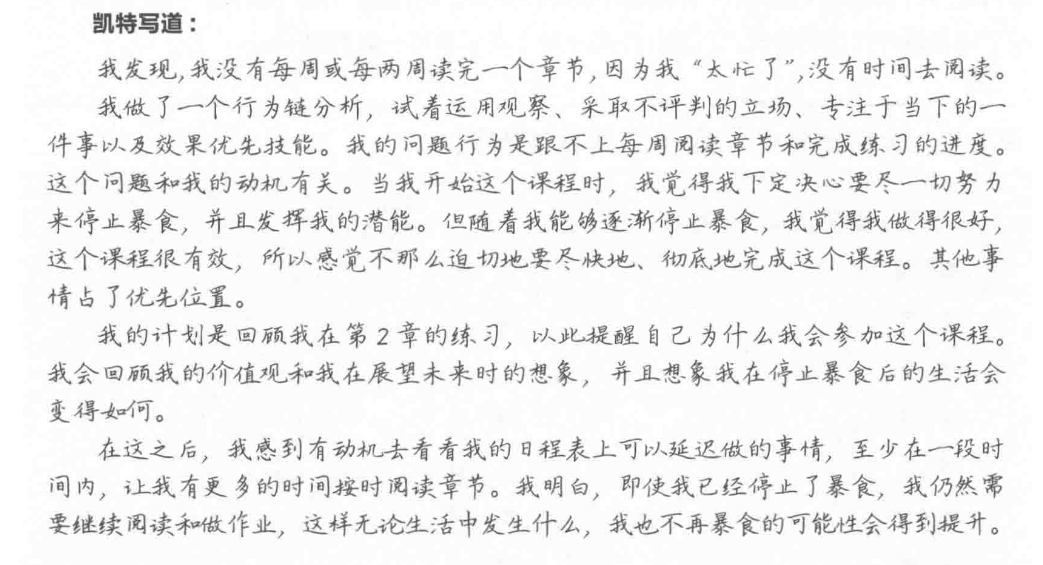 凯特写道：
我发现,我没有每周或每两周读完一个章节,因为我“太忙了”,没有时间去阅读。
我做了一个行为链分析，试着运用观察、采取不评判的立场、专注于当下的一
件事以及效果优先技能。我的问题行为是跟不上每周阅读章节和完成练习的进度。
这个问题和我的动机有关。当我开始这个课程时，我觉得我下定决心要尽一切努力
来停止暴食，并且发挥我的潜能。但随着我能够逐渐停止暴食，我觉得我做得很好，
这个课程很有效，所以感觉不那么迫切地要尽快地、彻底地完成这个课程。其他事
情占了优先位置。
我的计划是回顾我在第2章的练习，以此提醒自己为什么我会参加这个课程。
我会回顾我的价值观和我在展望未来时的想象，并且想象我在停止暴食后的生活会
变得如何。
在这之后，我感到有动机去看看我的日程表上可以延迟做的事情，至少在一段时
间内，让我有更多的时间按时阅读章节。我明白，即使我已经停止了暴食，我仍然需
要继续阅读和做作业，这样无论生活中发生什么，我也不再暴食的可能性会得到提升。